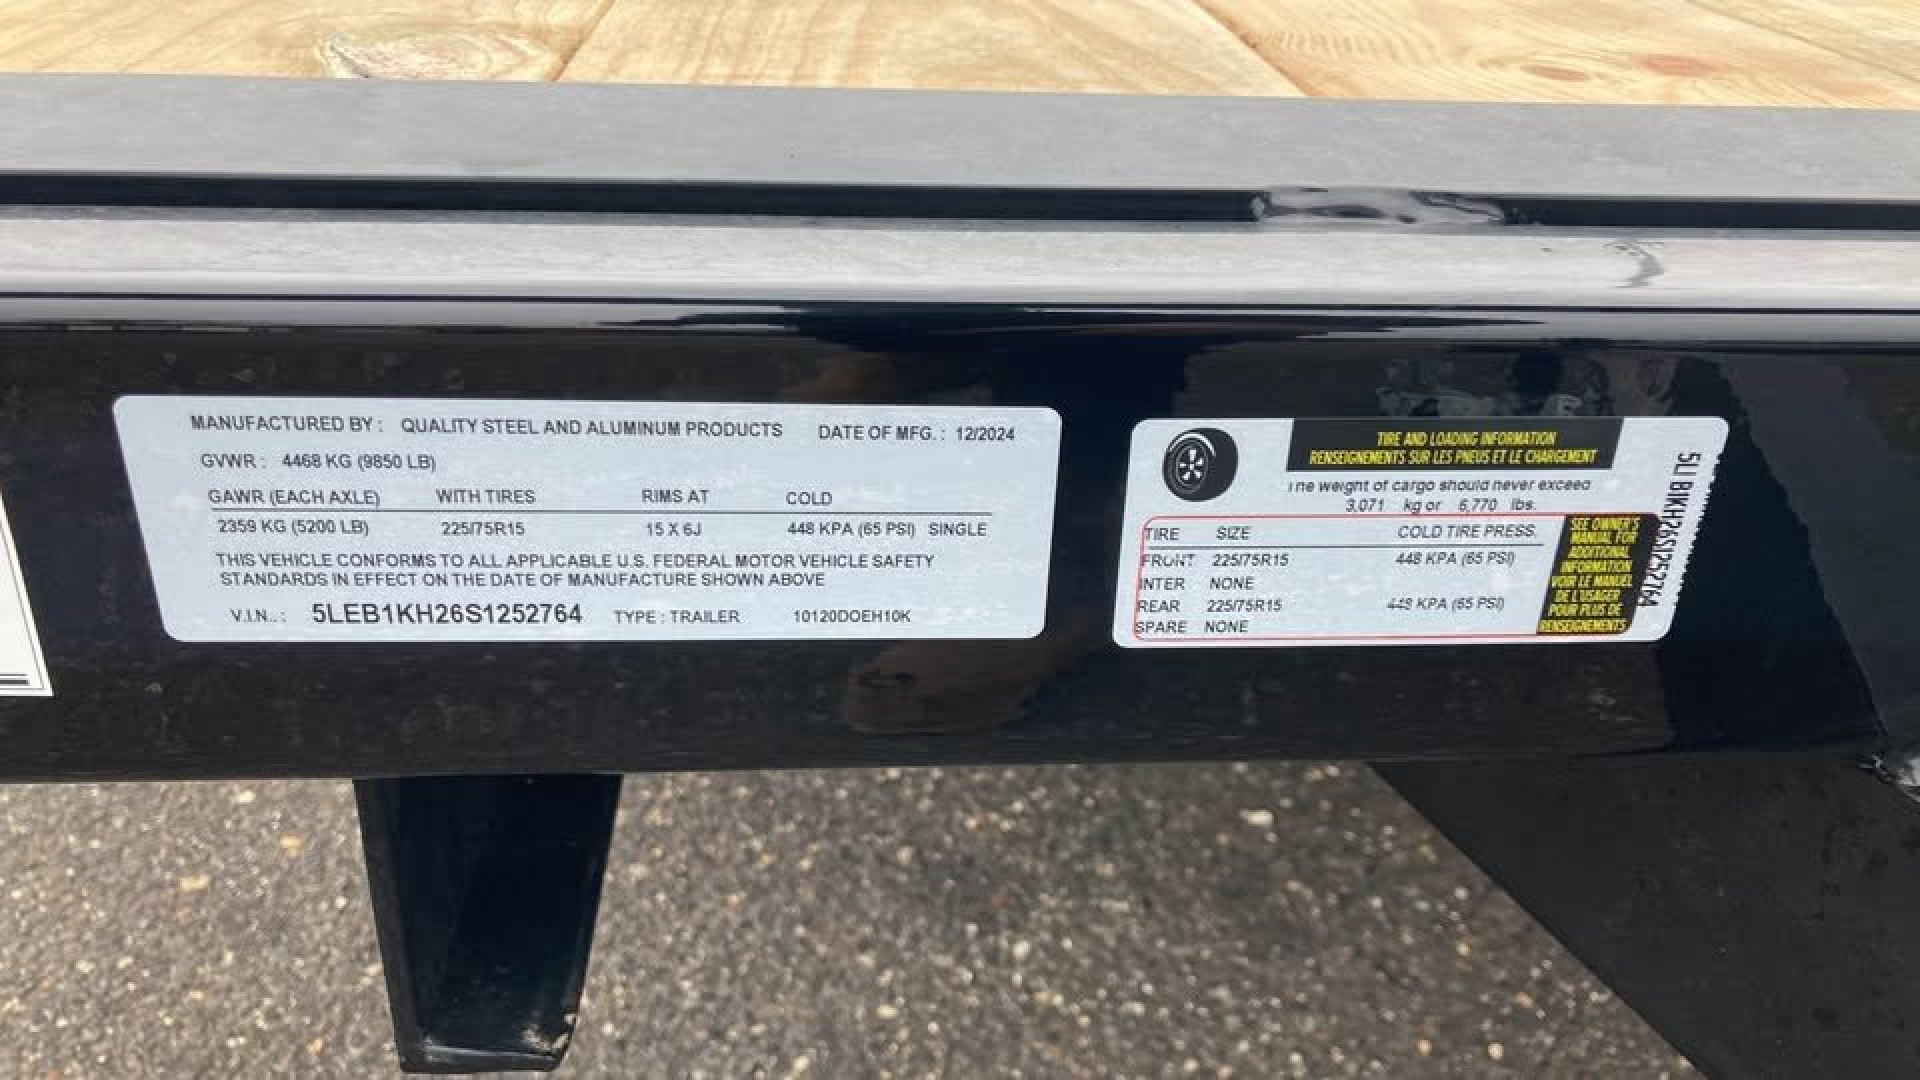 MANUFACTURED BY : QUALITY STEEL AND ALUMINUM PRODUCTS DATE OF MFG. : 12/2024
GVWR : 4468 KG (9850 LB)
GAWR (EACH AXLE) WITH TIRES RIMS AT COLD
2359 KG (5200 LB) 225/75R15 15 X 6J 448 KPA (65 PSI) SINGLE
THIS VEHICLE CONFORMS TO ALL APPLICABLE U.S. FEDERAL MOTOR VEHICLE SAFETY
STANDARDS IN EFFECT ON THE DATE OF MANUFACTURE SHOWN ABOVE
V.I.N.. : 5LEB1KH26S1252764 TYPE : TRAILER 10120DOEH10K
TIRE AND LOADING INFORMATION
RENSEIGNEMENTS SUR LES PNEUS ET LE CHARGEMENT
The weight of cargo should never exceed
3,071 kg or 6,770 lbs.
TIRE SIZE COLD TIRE PRESS.
FRONT 225/75R15 448 KPA (65 PSI)
INTER NONE
REAR 225/75R15 448 KPA (65 PSI)
SPARE NONE
SEE OWNER'S
MANUAL FOR
ADDITIONAL
INFORMATION
VOIR LE MANUEL
DE L'USAGER
POUR PLUS DE
RENSEIGNEMENTS